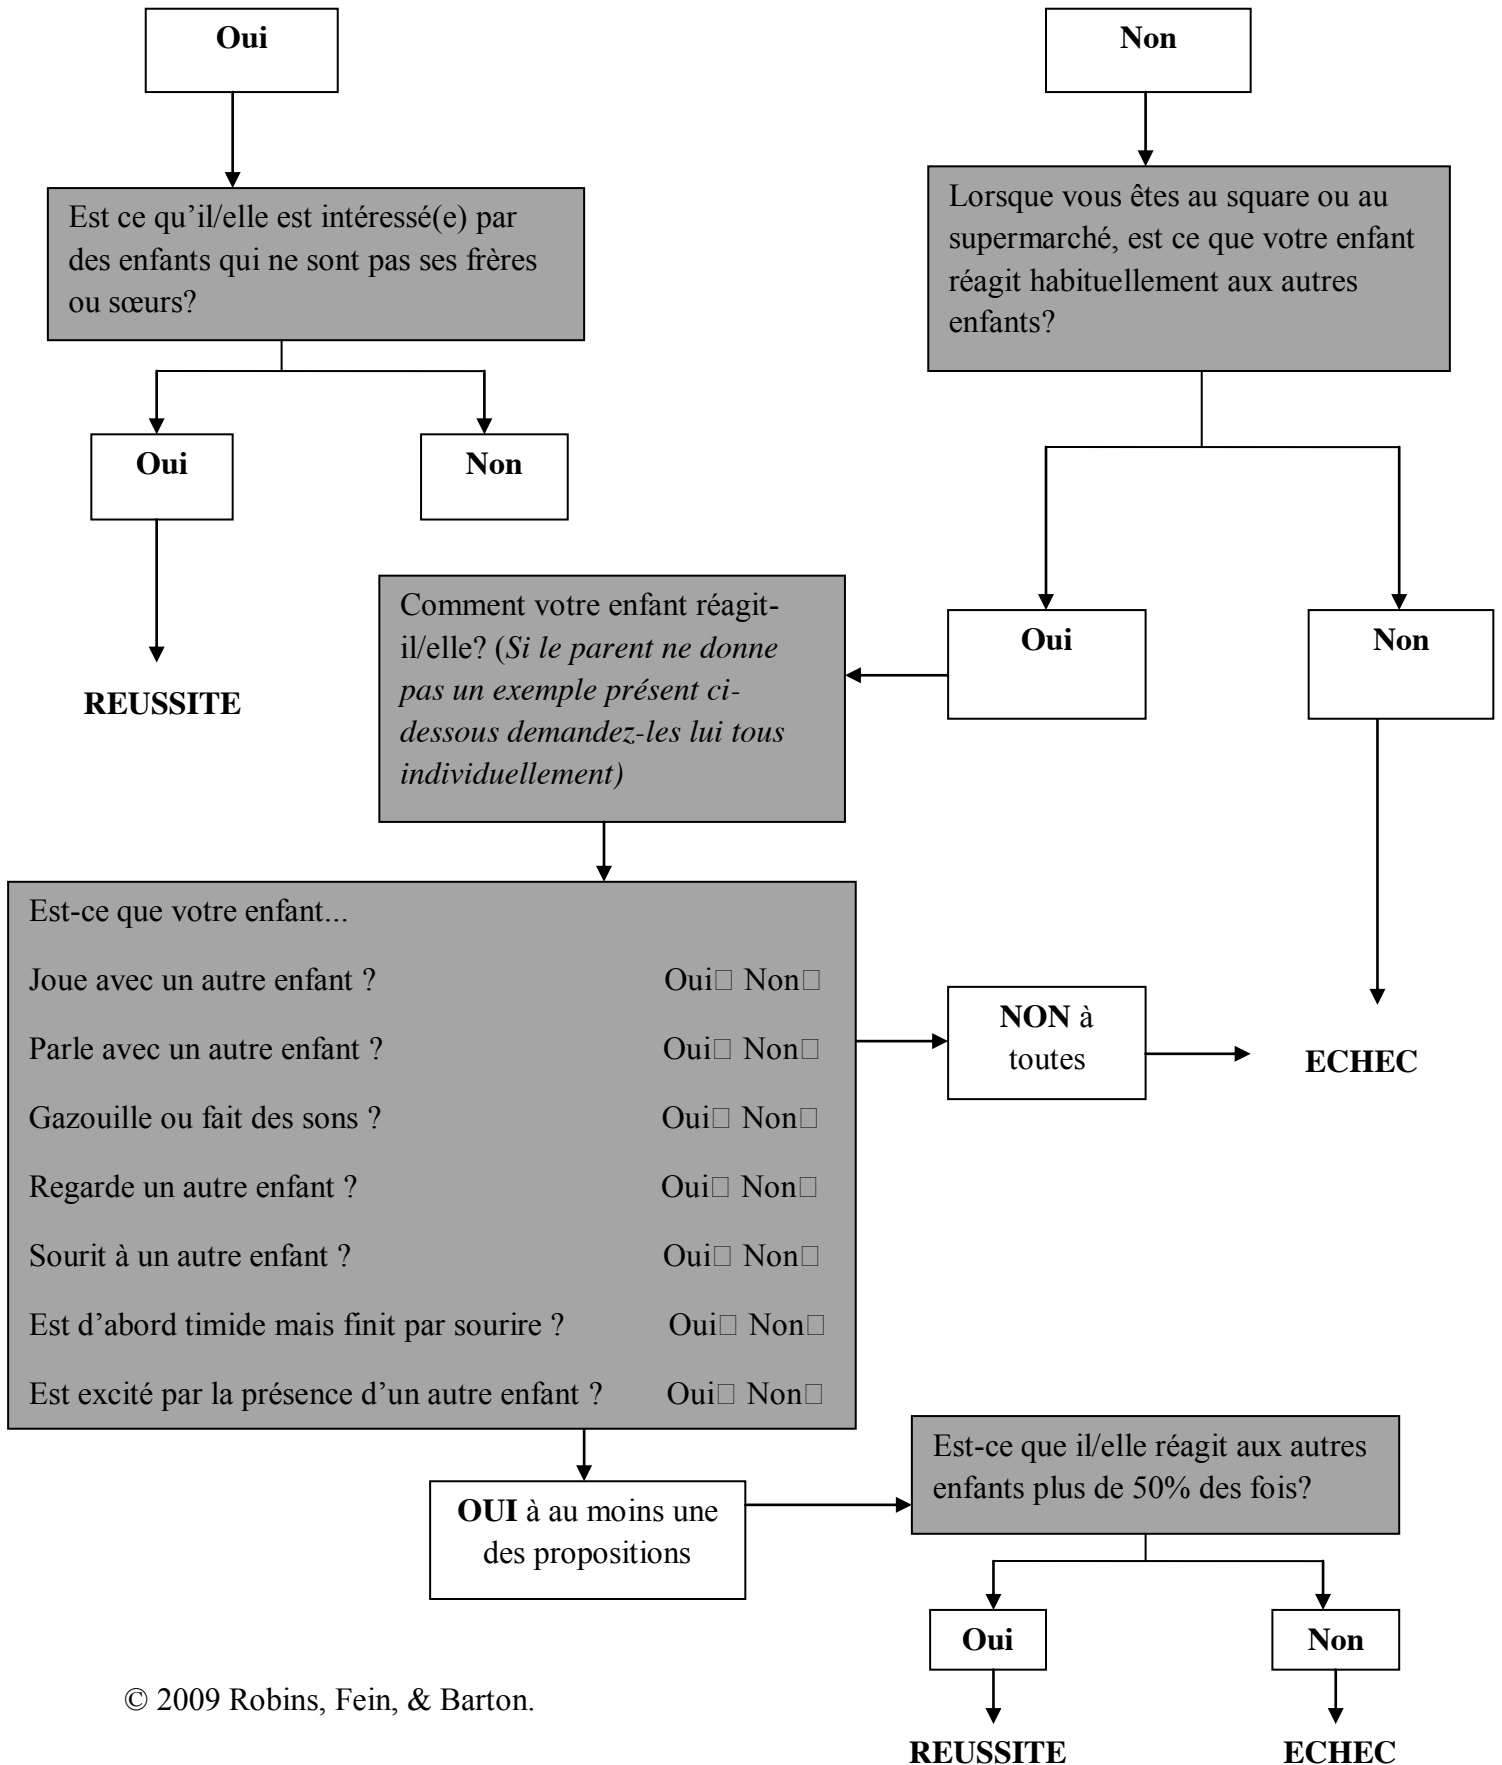 Oui
Non
Est ce qu'il/elle est intéressé(e) par
des enfants qui ne sont pas ses frères
ou sœurs?
Lorsque vous êtes au square ou au
supermarché, est ce que votre enfant
réagit habituellement aux autres
enfants?
Oui
Non
REUSSITE
Comment votre enfant réagit-
il/elle? (Si le parent ne donne
pas un exemple présent ci-
dessous demandez-les lui tous
individuellement)
Oui
Non
Est-ce que votre enfant...
Joue avec un autre enfant ? Oui□ Non□
Parle avec un autre enfant ? Oui□ Non□
Gazouille ou fait des sons ? Oui□ Non□
Regarde un autre enfant ? Oui□ Non□
Sourit à un autre enfant ? Oui□ Non□
Est d'abord timide mais finit par sourire ? Oui□ Non□
Est excité par la présence d'un autre enfant ? Oui□ Non□
NON à
toutes
ECHEC
OUI à au moins une
des propositions
Est-ce que il/elle réagit aux autres
enfants plus de 50% des fois?
Oui
Non
REUSSITE
ECHEC
© 2009 Robins, Fein, & Barton.